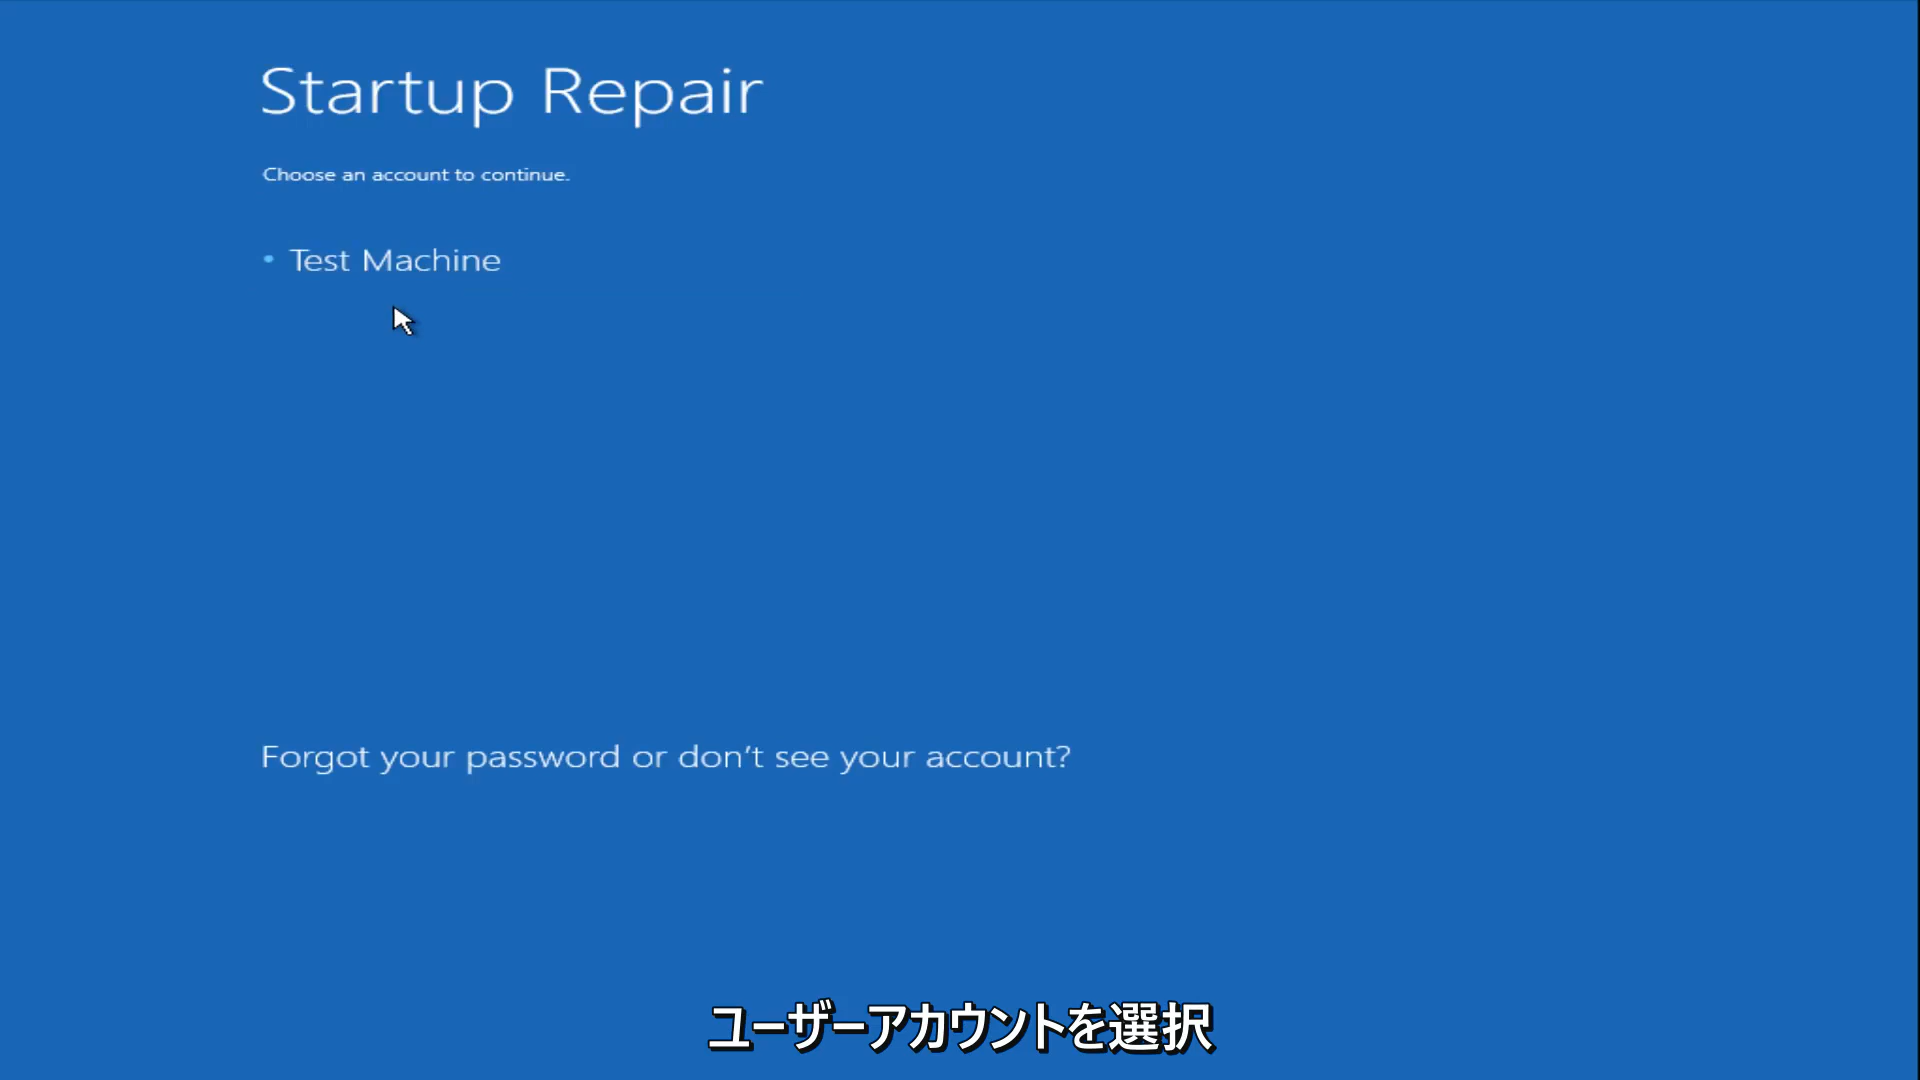 Startup Repair
Choose an account to continue.
• Test Machine
Forgot your password or don't see your account?
ユーザーアカウントを選択